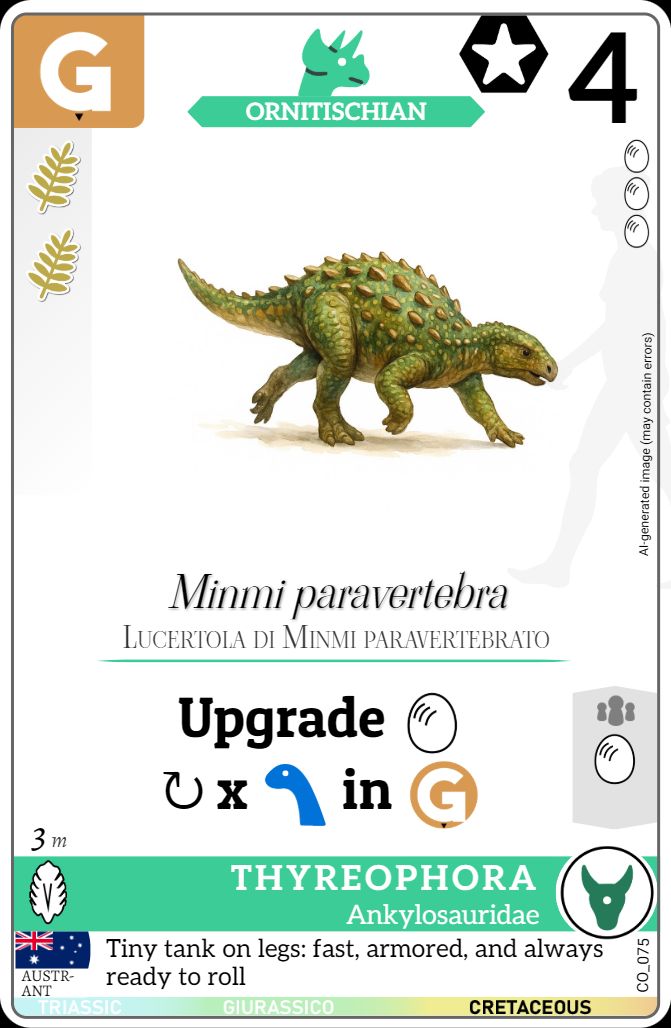 G
4
ORNITISCHIAN
AI-generated image (may contain errors)
Minmi paravertebra
LUCERTOLA DI MINMI PARAVERTEBRATO
Upgrade
x in G
3 m
THYREOPHORA
Ankylosauridae
AUSTR-
ANT
Tiny tank on legs: fast, armored, and always
ready to roll
CO_075
TRIASSIC GIURASSICO CRETACEOUS